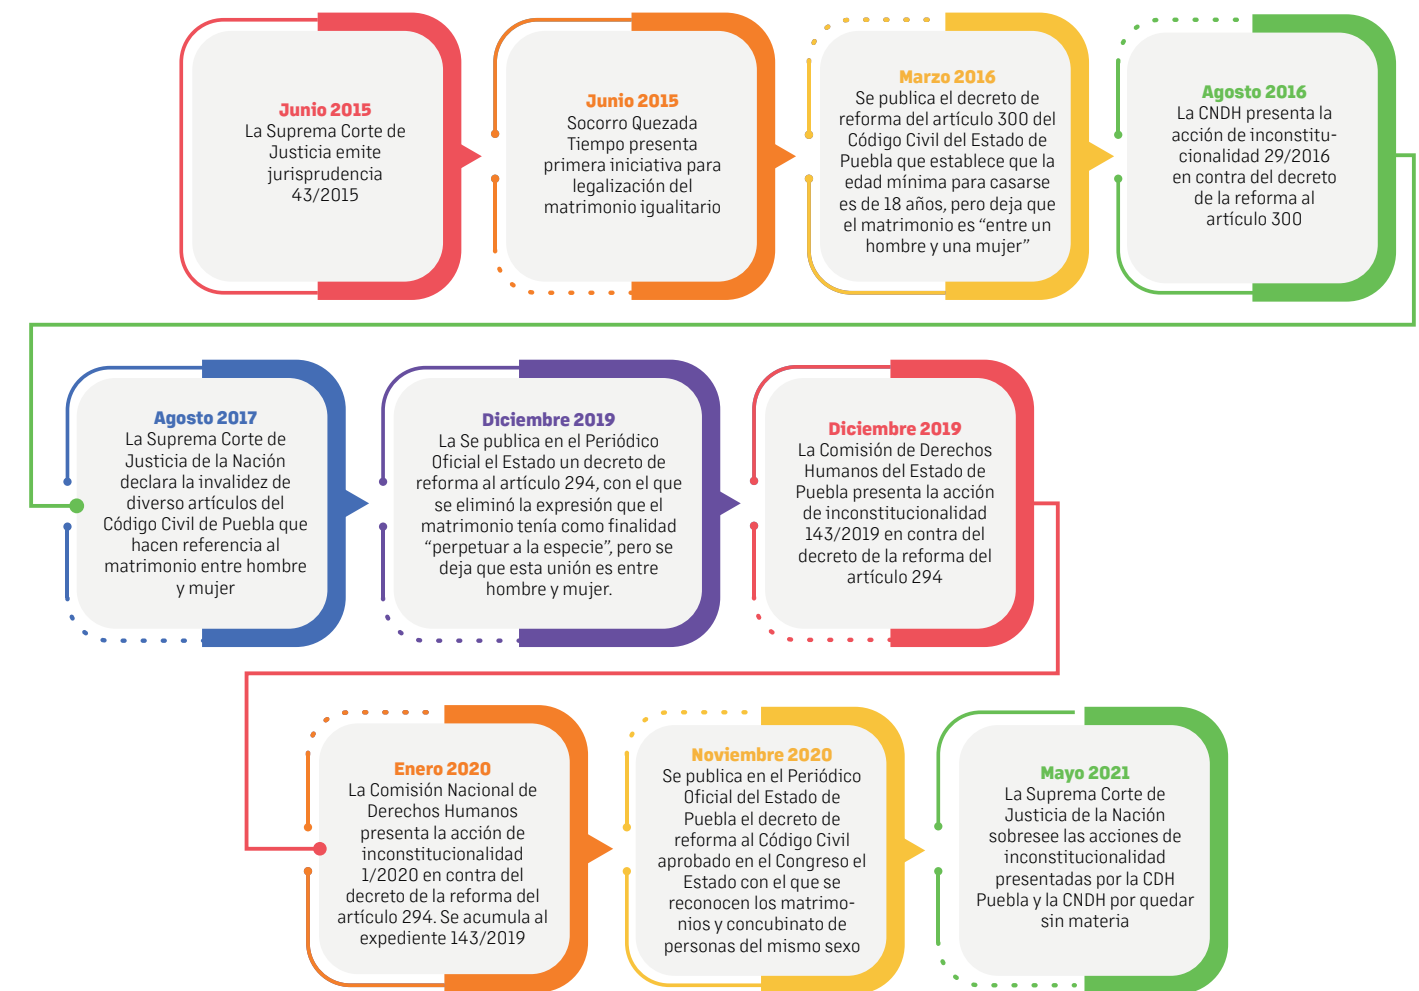 Junio 2015
La Suprema Corte de
Justicia emite
jurisprudencia
43/2015
Junio 2015
Socorro Quezada
Tiempo presenta
primera iniciativa para
legalización del
matrimonio igualitario
Marzo 2016
Se publica el decreto de
reforma del artículo 300 del
Código Civil del Estado de
Puebla que establece que la
edad mínima para casarse
es de 18 años, pero deja que
el matrimonio es “entre un
hombre y una mujer”
Agosto 2016
La CNDH presenta la
acción de inconstitu-
cionalidad 29/2016
en contra del decreto
de la reforma al
artículo 300
Agosto 2017
La Suprema Corte de
Justicia de la Nación
declara la invalidez de
diverso artículos del
Código Civil de Puebla que
hacen referencia al
matrimonio entre hombre
y mujer
Diciembre 2019
La Se publica en el Periódico
Oficial el Estado un decreto de
reforma al artículo 294, con el que
se eliminó la expresión que el
matrimonio tenía como finalidad
“perpetuar a la especie”, pero se
deja que esta unión es entre
hombre y mujer.
Diciembre 2019
La Comisión de Derechos
Humanos del Estado de
Puebla presenta la acción
de inconstitucionalidad
143/2019 en contra del
decreto de la reforma del
artículo 294
Enero 2020
La Comisión Nacional de
Derechos Humanos
presenta la acción de
inconstitucionalidad
1/2020 en contra del
decreto de la reforma del
artículo 294. Se acumula al
expediente 143/2019
Noviembre 2020
Se publica en el Periódico
Oficial del Estado de
Puebla el decreto de
reforma al Código Civil
aprobado en el Congreso el
Estado con el que se
reconocen los matrimo-
nios y concubinato de
personas del mismo sexo
Mayo 2021
La Suprema Corte de
Justicia de la Nación
sobresee las acciones de
inconstitucionalidad
presentadas por la CDH
Puebla y la CNDH por quedar
sin materia